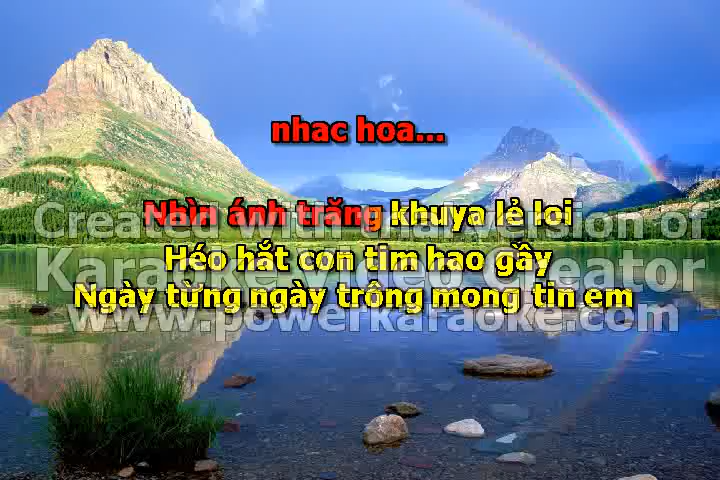 nhac hoa...
Nhìn ánh trăng khuya lẻ loi
Héo hắt con tim hao gầy
Ngày từng ngày trông mong tin em
Created with trial version of
Karaoke Video Creator
www.powerkaraoke.com